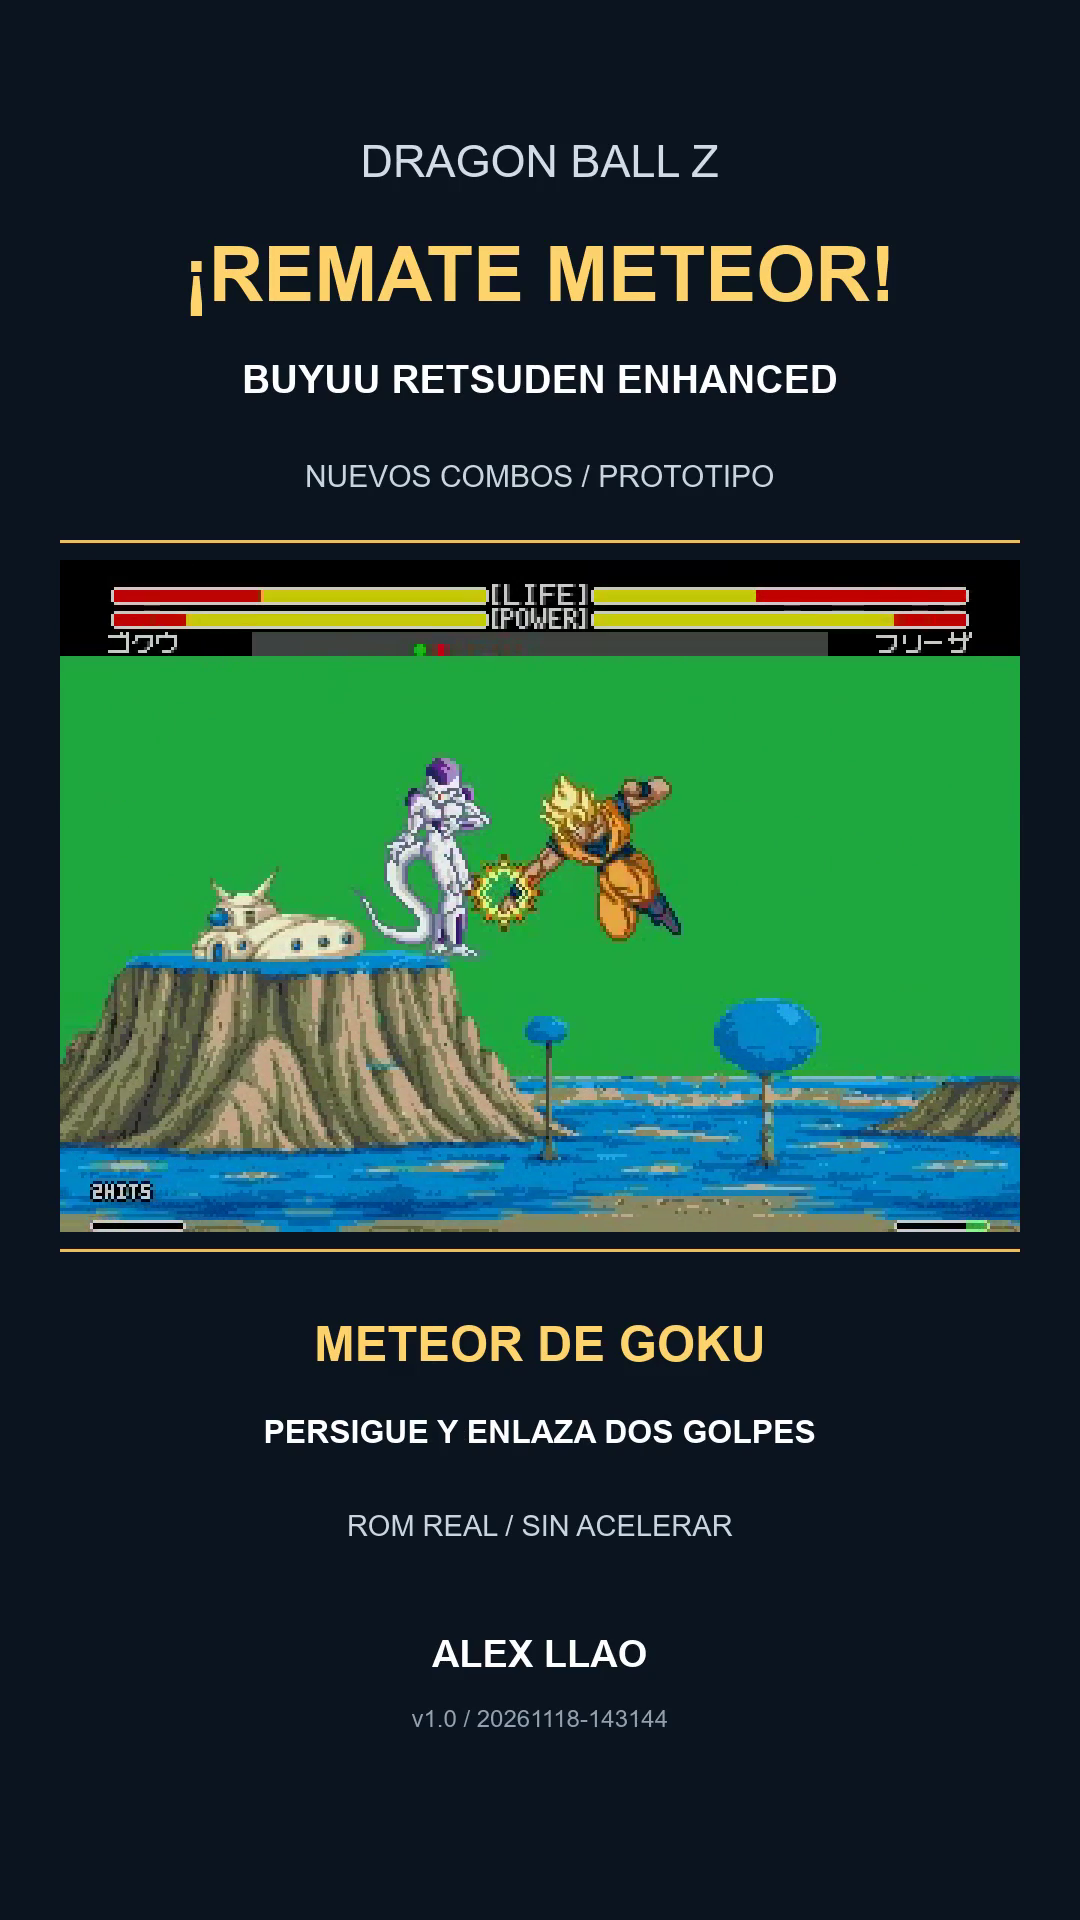 DRAGON BALL Z
¡REMATE METEOR!
BUYUU RETSUDEN ENHANCED
NUEVOS COMBOS / PROTOTIPO
[LIFE]
[POWER]
ゴクウ
フリーザ
2HITS
METEOR DE GOKU
PERSIGUE Y ENLAZA DOS GOLPES
ROM REAL / SIN ACELERAR
ALEX LLAO
v1.0 / 20261118-143144